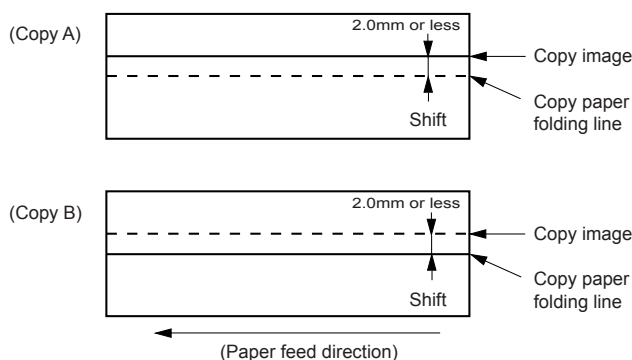 (Copy A)
2.0mm or less
Copy image
Copy paper
folding line
Shift
(Copy B)
2.0mm or less
Copy image
Copy paper
folding line
Shift
(Paper feed direction)